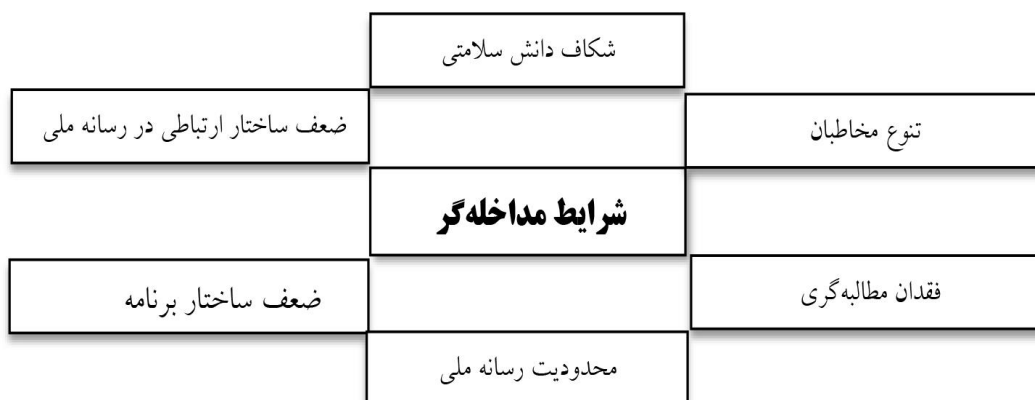 شکاف دانش سلامتی
تنوع مخاطبان
ضعف ساختار ارتباطی در رسانه ملی
شرایط مداخله‌گر
فقدان مطالبه‌گری
ضعف ساختار برنامه
محدودیت رسانه ملی